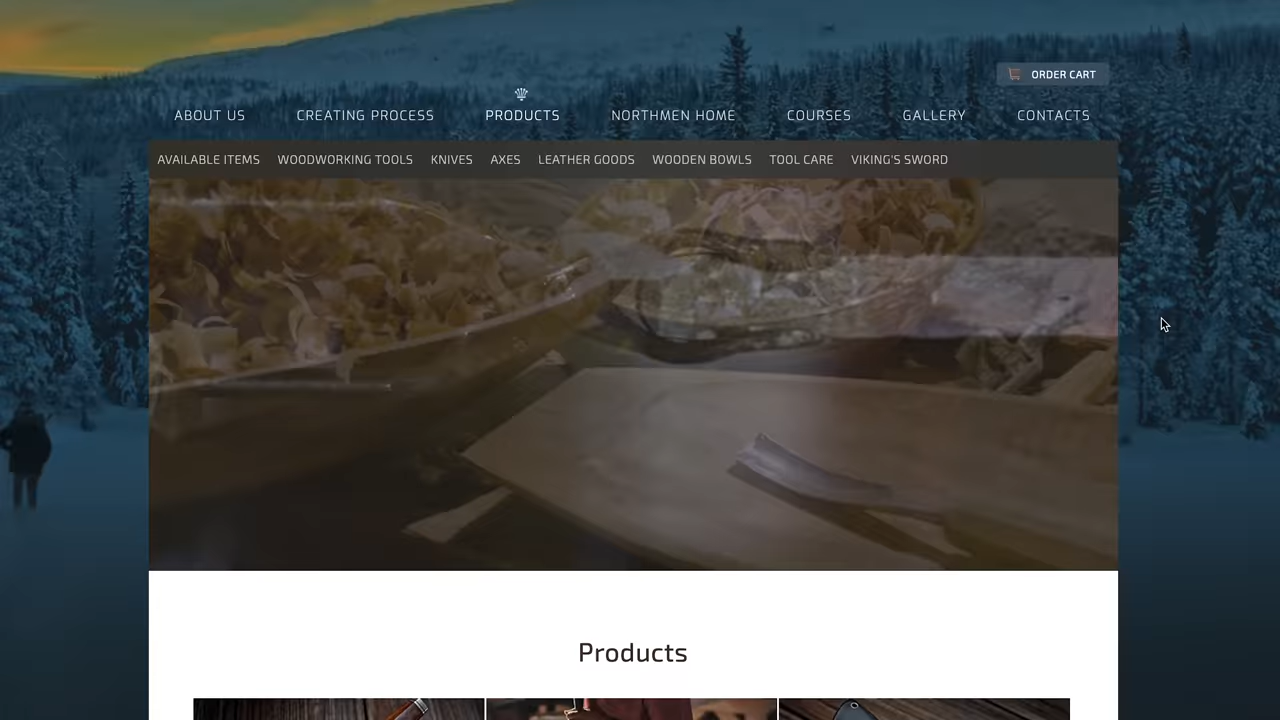 ORDER CART
ABOUT US CREATING PROCESS PRODUCTS NORTHMEN HOME COURSES GALLERY CONTACTS
AVAILABLE ITEMS WOODWORKING TOOLS KNIVES AXES LEATHER GOODS WOODEN BOWLS TOOL CARE VIKING'S SWORD
Products